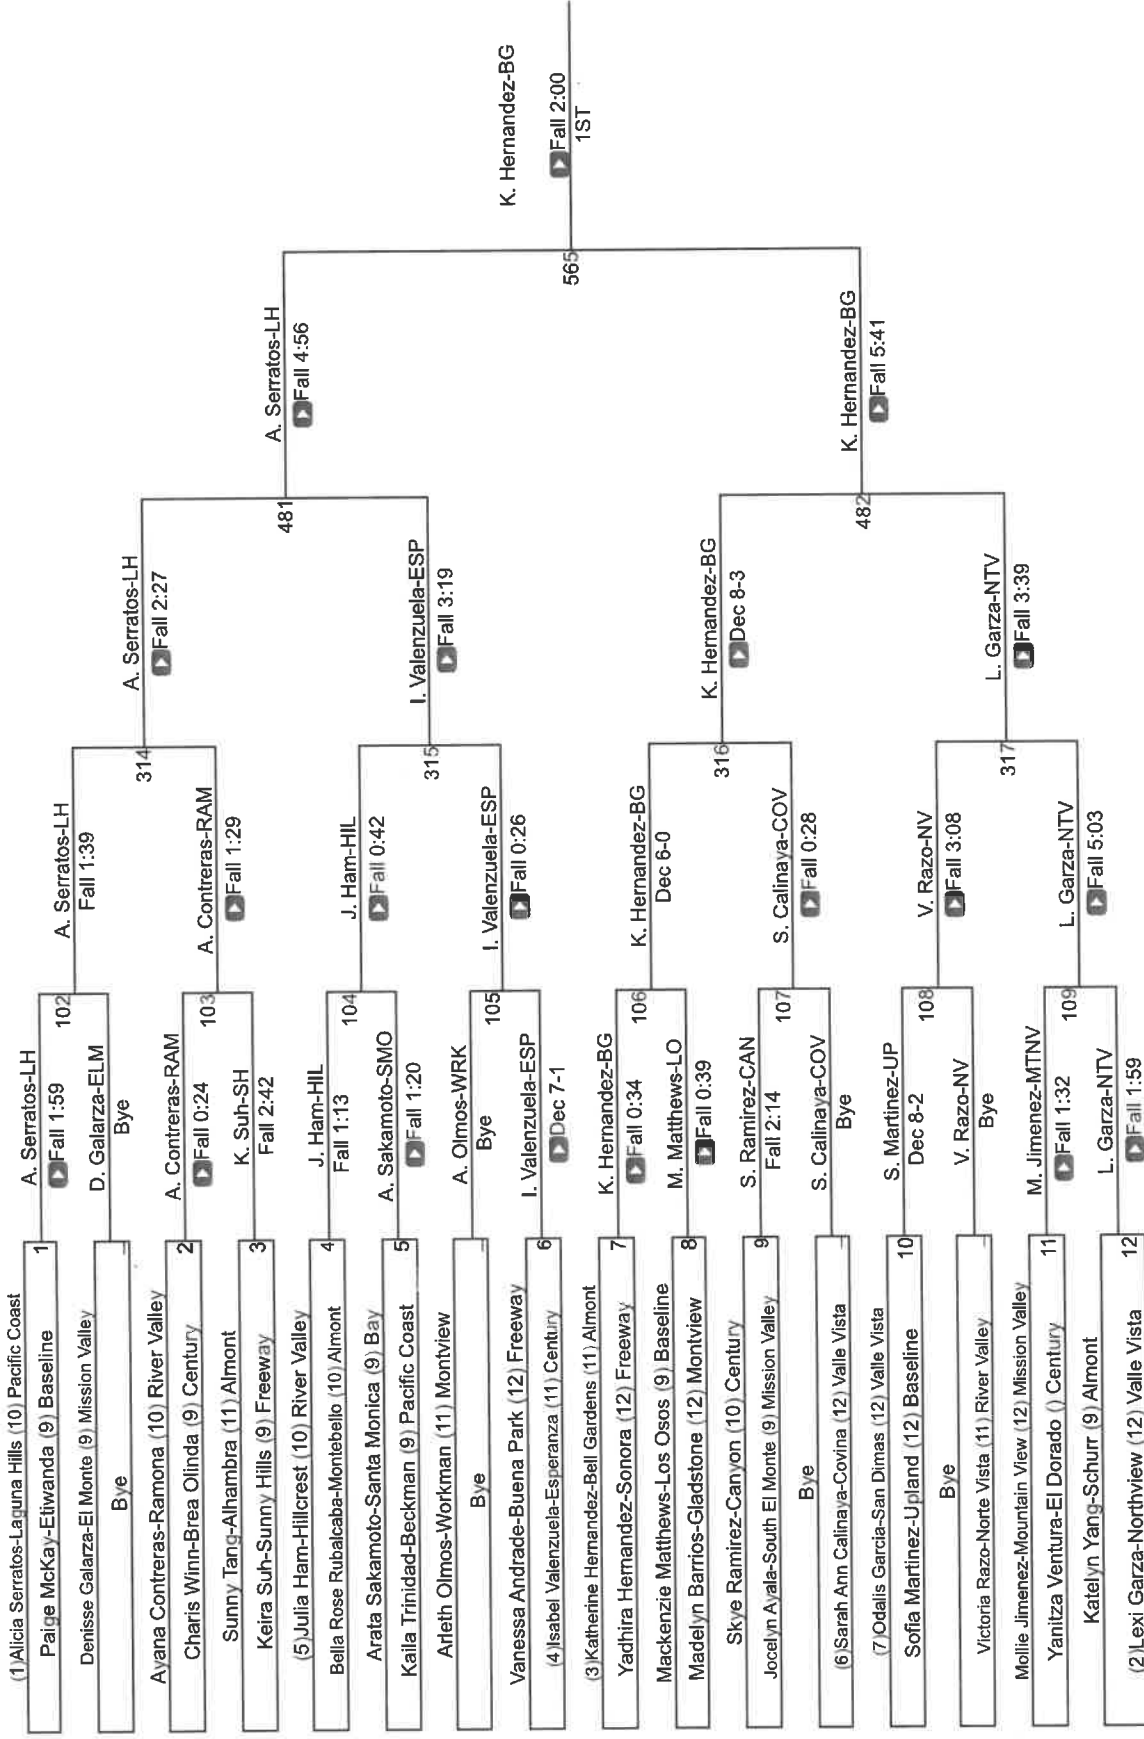 (1)Alicia Serratos-Laguna Hills (10) Pacific Coast
1
Paige McKay-Etiwanda (9) Baseline
Denisse Galarza-El Monte (9) Mission Valley
Bye
Ayana Contreras-Ramona (10) River Valley
2
Charis Winn-Brea Olinda (9) Century
Sunny Tang-Alhambra (11) Almont
3
Keira Suh-Sunny Hills (9) Freeway
(5)Julia Ham-Hillcrest (10) River Valley
4
Bella Rose Rubalcaba-Montebello (10) Almont
Arata Sakamoto-Santa Monica (9) Bay
5
Kaila Trinidad-Beckman (9) Pacific Coast
Arleth Olmos-Workman (11) Montview
Bye
Vanessa Andrade-Buena Park (12) Freeway
6
(4)Isabel Valenzuela-Esperanza (11) Century
(3)Katherine Hernandez-Bell Gardens (11) Almont
7
Yadhira Hernandez-Sonora (12) Freeway
Mackenzie Matthews-Los Osos (9) Baseline
8
Madelyn Barrios-Gladstone (12) Montview
Skye Ramirez-Canyon (10) Century
9
Jocelyn Ayala-South El Monte (9) Mission Valley
Bye
(6)Sarah Ann Calinaya-Covina (12) Valle Vista
(7)Odalis Garcia-San Dimas (12) Valle Vista
10
Sofia Martinez-Upland (12) Baseline
Bye
Victoria Razo-Norte Vista (11) River Valley
Mollie Jimenez-Mountain View (12) Mission Valley
11
Yanitza Ventura-El Dorado () Century
Katelyn Yang-Schurr (9) Almont
12
(2)Lexi Garza-Northview (12) Valle Vista
A. Serratos-LH
Fall 1:59
102
D. Galarza-ELM
Bye
A. Contreras-RAM
Fall 0:24
103
K. Suh-SH
Fall 2:42
J. Ham-HIL
Fall 1:13
104
A. Sakamoto-SMO
Fall 1:20
A. Olmos-WRK
Bye
105
I. Valenzuela-ESP
Dec 7-1
K. Hernandez-BG
Fall 0:34
106
M. Matthews-LO
Fall 0:39
S. Ramirez-CAN
Fall 2:14
107
S. Calinaya-COV
Bye
S. Martinez-UP
Dec 8-2
108
V. Razo-NV
Bye
M. Jimenez-MTNV
Fall 1:32
109
L. Garza-NTV
Fall 1:59
A. Serratos-LH
Fall 1:39
314
A. Contreras-RAM
Fall 1:29
J. Ham-HIL
Fall 0:42
315
I. Valenzuela-ESP
Fall 0:26
K. Hernandez-BG
Dec 6-0
316
S. Calinaya-COV
Fall 0:28
V. Razo-NV
Fall 3:08
317
L. Garza-NTV
Fall 5:03
A. Serratos-LH
Fall 2:27
481
I. Valenzuela-ESP
Fall 3:19
K. Hernandez-BG
Dec 8-3
482
L. Garza-NTV
Fall 3:39
A. Serratos-LH
Fall 4:56
565
K. Hernandez-BG
Fall 5:41
K. Hernandez-BG
Fall 2:00
1ST